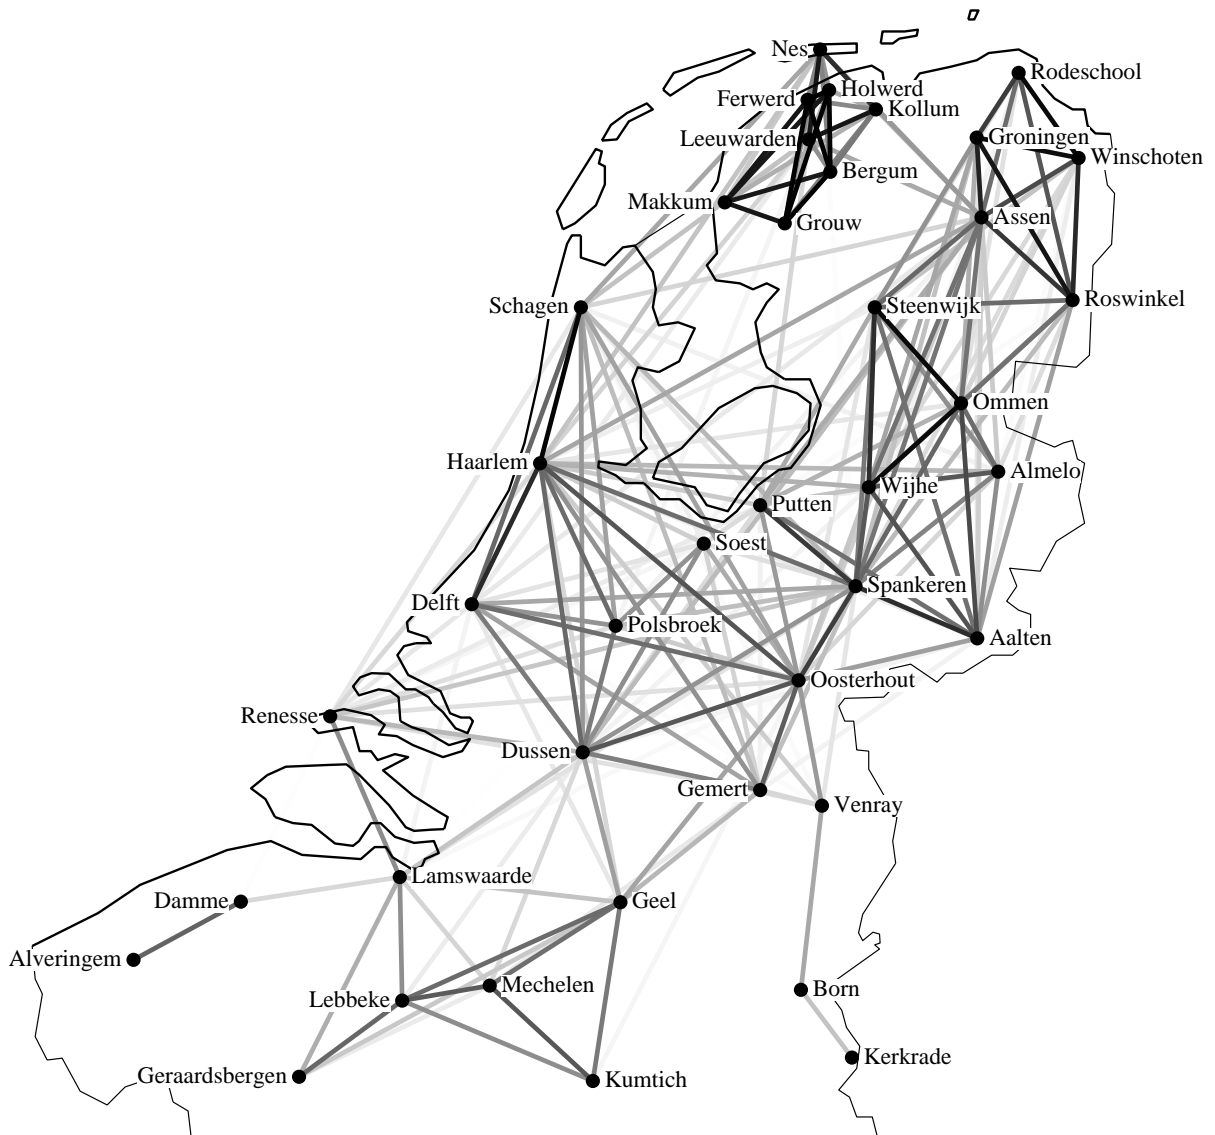 Nes
Rodeschool
Holwerd
Ferwerd
Kollum
Leeuwarden
Groningen
Winschoten
Bergum
Makkum
Grouw
Assen
Schagen
Steenwijk
Roswinkel
Ommen
Haarlem
Almelo
Wijhe
Putten
Soest
Spankeren
Delft
Polsbroek
Aalten
Oosterhout
Renesse
Dussen
Gemert
Venray
Lamswaarde
Damme
Geel
Alveringem
Mechelen
Lebbeke
Born
Kerkrade
Geraardsbergen
Kumtich